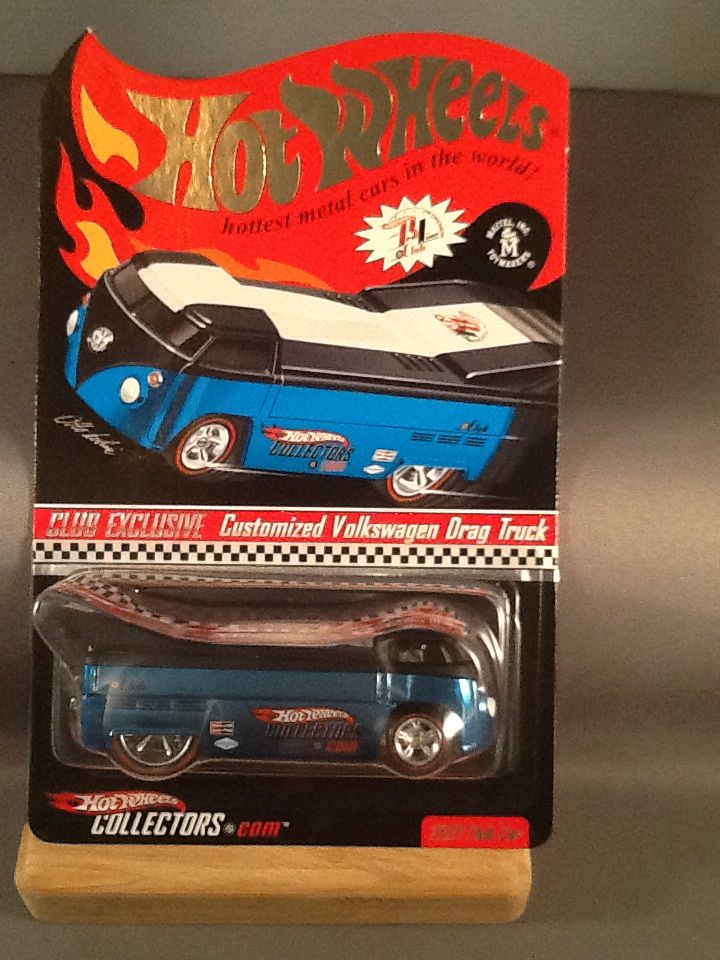 Hot Wheels
hottest metal cars in the world!
MATTEL, INC.
M
TOYMAKERS
HOT WHEELS
COLLECTORS
.COM
CLUB EXCLUSIVE Customized Volkswagen Drag Truck
HOT WHEELS
COLLECTORS
.COM
HOT WHEELS
COLLECTORS.COM™